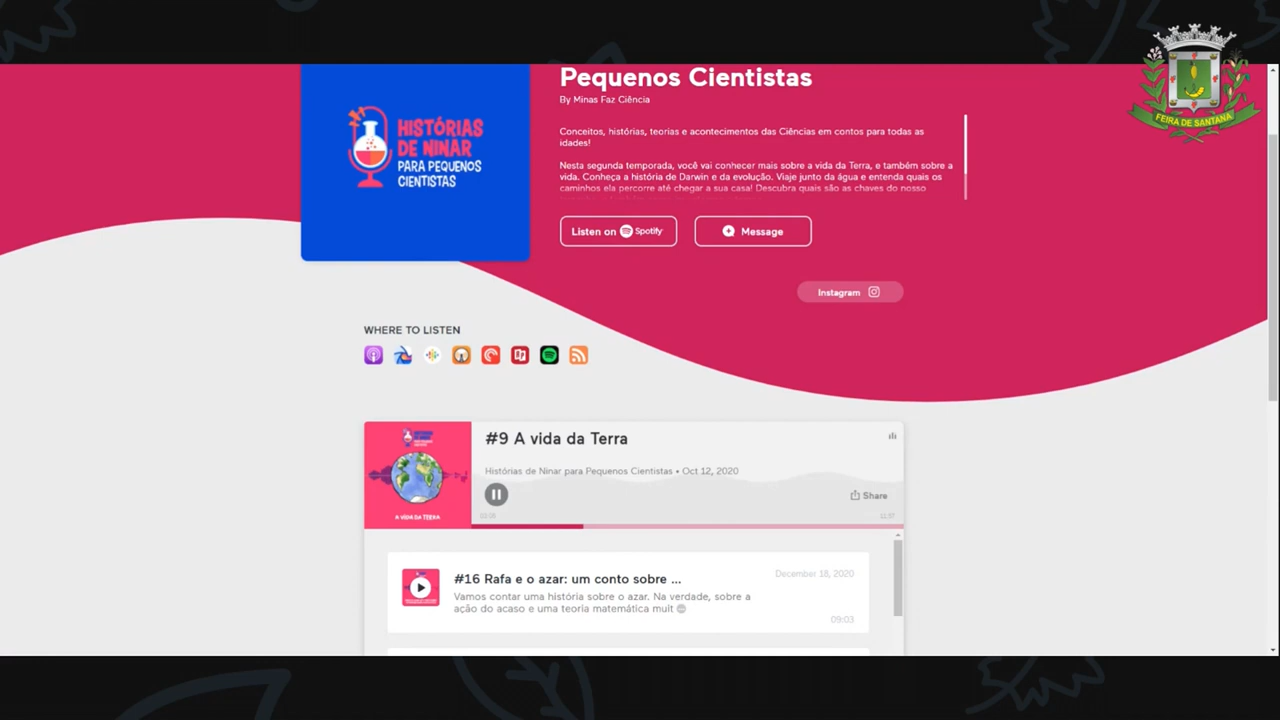 FEIRA DE SANTANA
Pequenos Cientistas
By Minas Faz Ciência
HISTÓRIAS
DE NINAR
PARA PEQUENOS
CIENTISTAS
Conceitos, histórias, teorias e acontecimentos das Ciências em contos para todas as
idades!
Nesta segunda temporada, você vai conhecer mais sobre a vida da Terra, e também sobre a
vida. Conheça a história de Darwin e da evolução. Viaje junto da água e entenda quais os
caminhos ela percorre até chegar a sua casa! Descubra quais são as chaves do nosso
Listen on Spotify
Message
Instagram
WHERE TO LISTEN
#9 A vida da Terra
Histórias de Ninar para Pequenos Cientistas • Oct 12, 2020
Share
A VIDA DA TERRA
#16 Rafa e o azar: um conto sobre ...
December 18, 2020
Vamos contar uma história sobre o azar. Na verdade, sobre a
ação do acaso e uma teoria matemática muit
09:03